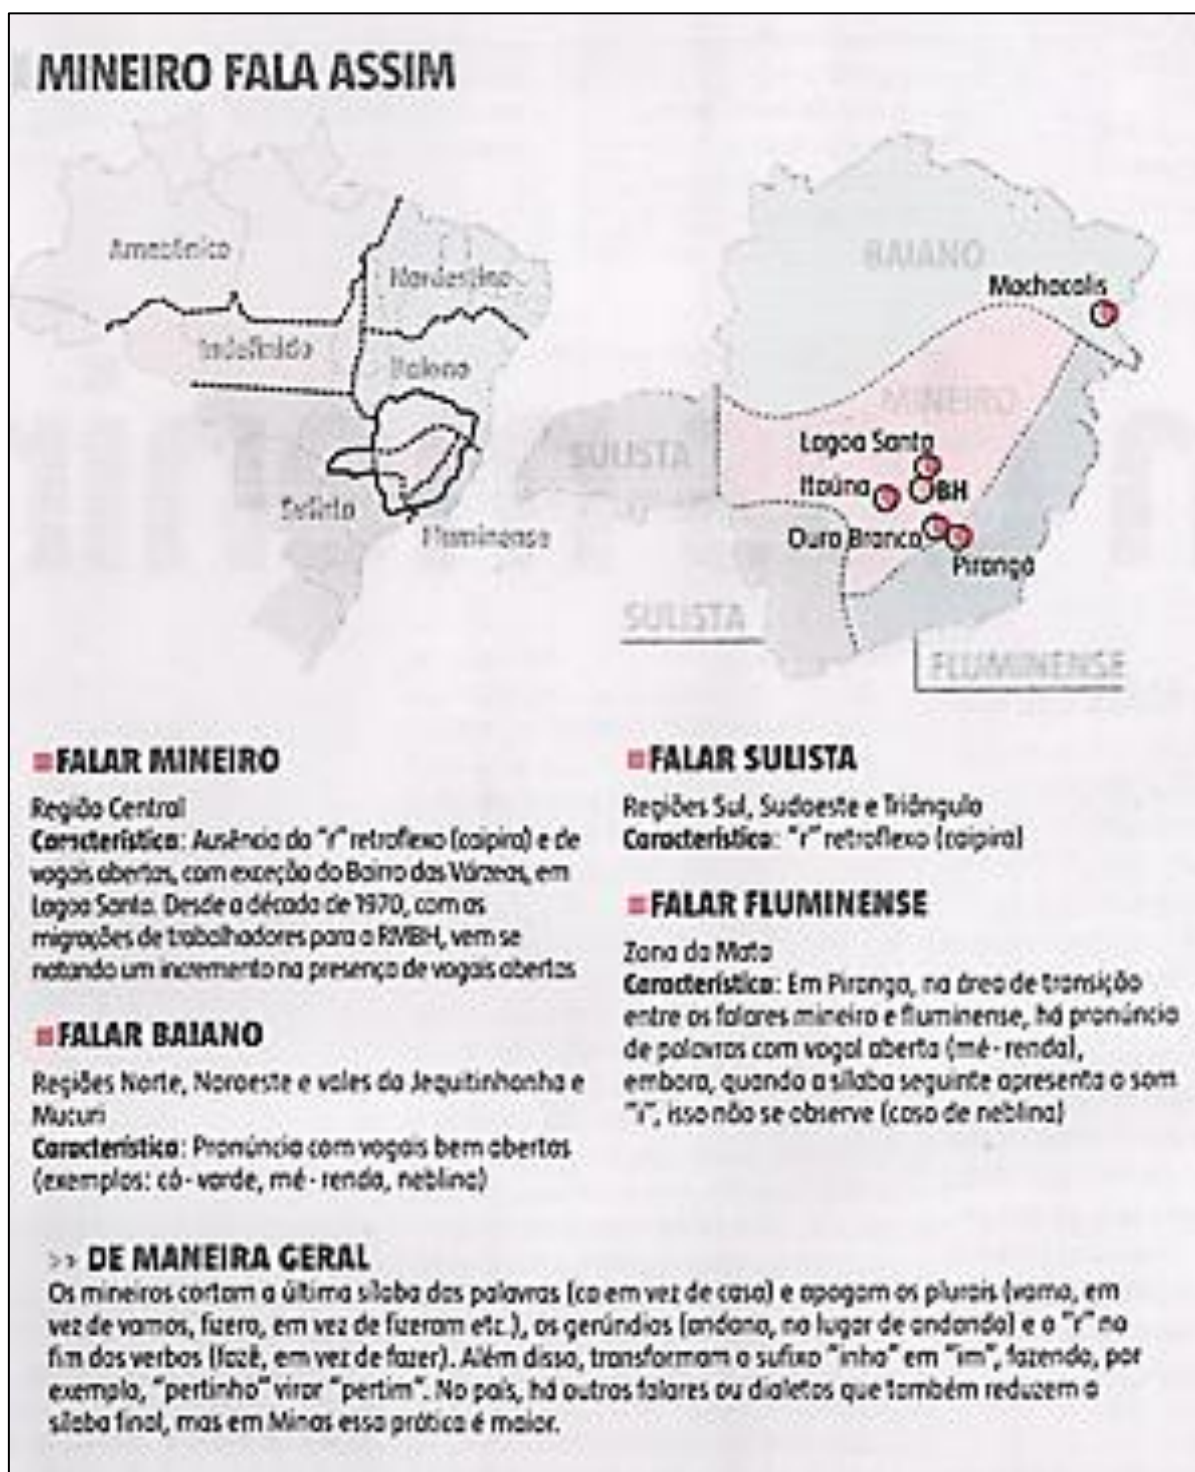 MINEIRO FALA ASSIM
Amazônico
Nordestino
Indefinido
Baiano
Sulista
Fluminense
BAIANO
Machacalis
MINEIRO
SULISTA
Lagoa Santa
Itaúna
BH
Ouro Branco
Piranga
SULISTA
FLUMINENSE
FALAR MINEIRO
Região Central
Característica: Ausência do "r" retroflexo (caipira) e de
vogais abertas, com exceção do Bairro das Várzeas, em
Lagoa Santa. Desde a década de 1970, com as
migrações de trabalhadores para a RMBH, vem se
notando um incremento na presença de vogais abertas
FALAR BAIANO
Regiões Norte, Noroeste e vales do Jequitinhonha e
Mucuri
Característica: Pronúncia com vogais bem abertas
(exemplos: có - varde, mé - renda, neblina)
FALAR SULISTA
Regiões Sul, Sudoeste e Triângulo
Característica: "r" retroflexo (caipira)
FALAR FLUMINENSE
Zona da Mata
Característica: Em Piranga, na área de transição
entre os falares mineiro e fluminense, há pronúncia
de palavras com vogal aberta (mé - renda),
embora, quando a sílaba seguinte apresenta o som
"i", isso não se observe (caso de neblina)
>> DE MANEIRA GERAL
Os mineiros cortam a última sílaba das palavras (ca em vez de casa) e apagam os plurais (vamo, em
vez de vamos, fizero, em vez de fizeram etc.), os gerúndios (andano, no lugar de andando) e o "r" no
fim dos verbos (fazê, em vez de fazer). Além disso, transformam o sufixo "inho" em "im", fazendo, por
exemplo, "pertinho" virar "pertim". No país, há outros falares ou dialetos que também reduzem a
sílaba final, mas em Minas essa prática é maior.